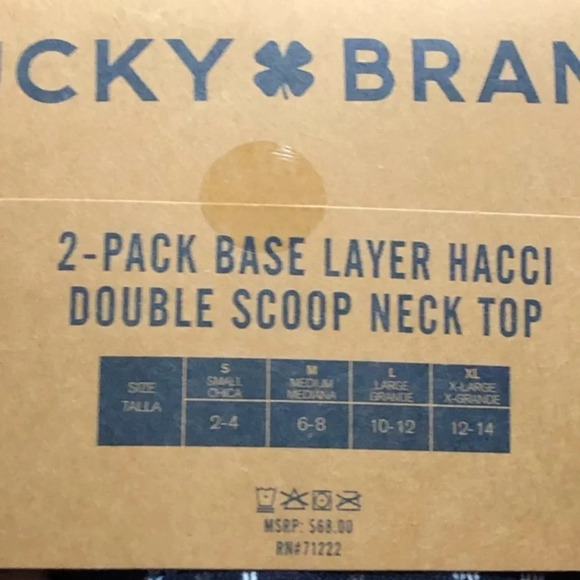 UCKY BRAN
2-PACK BASE LAYER HACCI
DOUBLE SCOOP NECK TOP
SIZE TALLA
S SMALL CHICA
M MEDIUM MEDIANA
L LARGE GRANDE
XL X-LARGE X-GRANDE
2-4 6-8 10-12 12-14
MSRP: $68.00
RN#71222